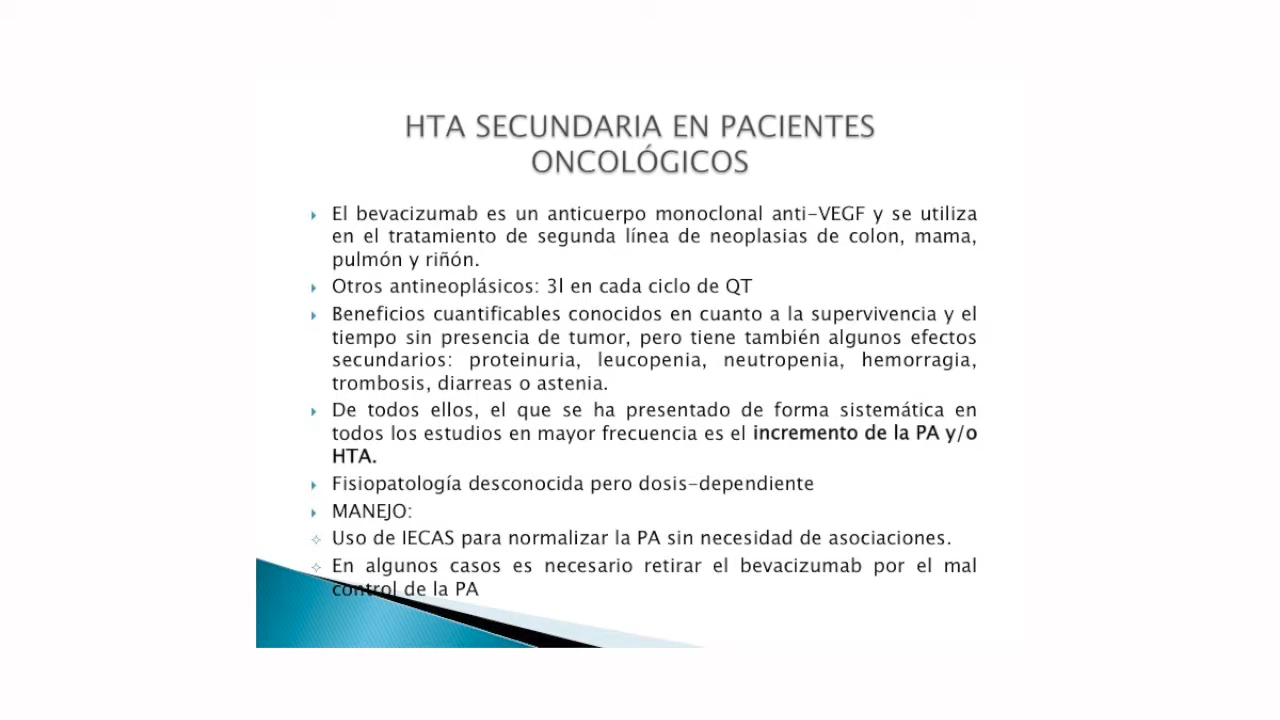 HTA SECUNDARIA EN PACIENTES
ONCOLÓGICOS
El bevacizumab es un anticuerpo monoclonal anti-VEGF y se utiliza
en el tratamiento de segunda línea de neoplasias de colon, mama,
pulmón y riñón.
Otros antineoplásicos: 3l en cada ciclo de QT
Beneficios cuantificables conocidos en cuanto a la supervivencia y el
tiempo sin presencia de tumor, pero tiene también algunos efectos
secundarios: proteinuria, leucopenia, neutropenia, hemorragia,
trombosis, diarreas o astenia.
De todos ellos, el que se ha presentado de forma sistemática en
todos los estudios en mayor frecuencia es el incremento de la PA y/o
HTA.
Fisiopatología desconocida pero dosis-dependiente
MANEJO:
Uso de IECAS para normalizar la PA sin necesidad de asociaciones.
En algunos casos es necesario retirar el bevacizumab por el mal
control de la PA